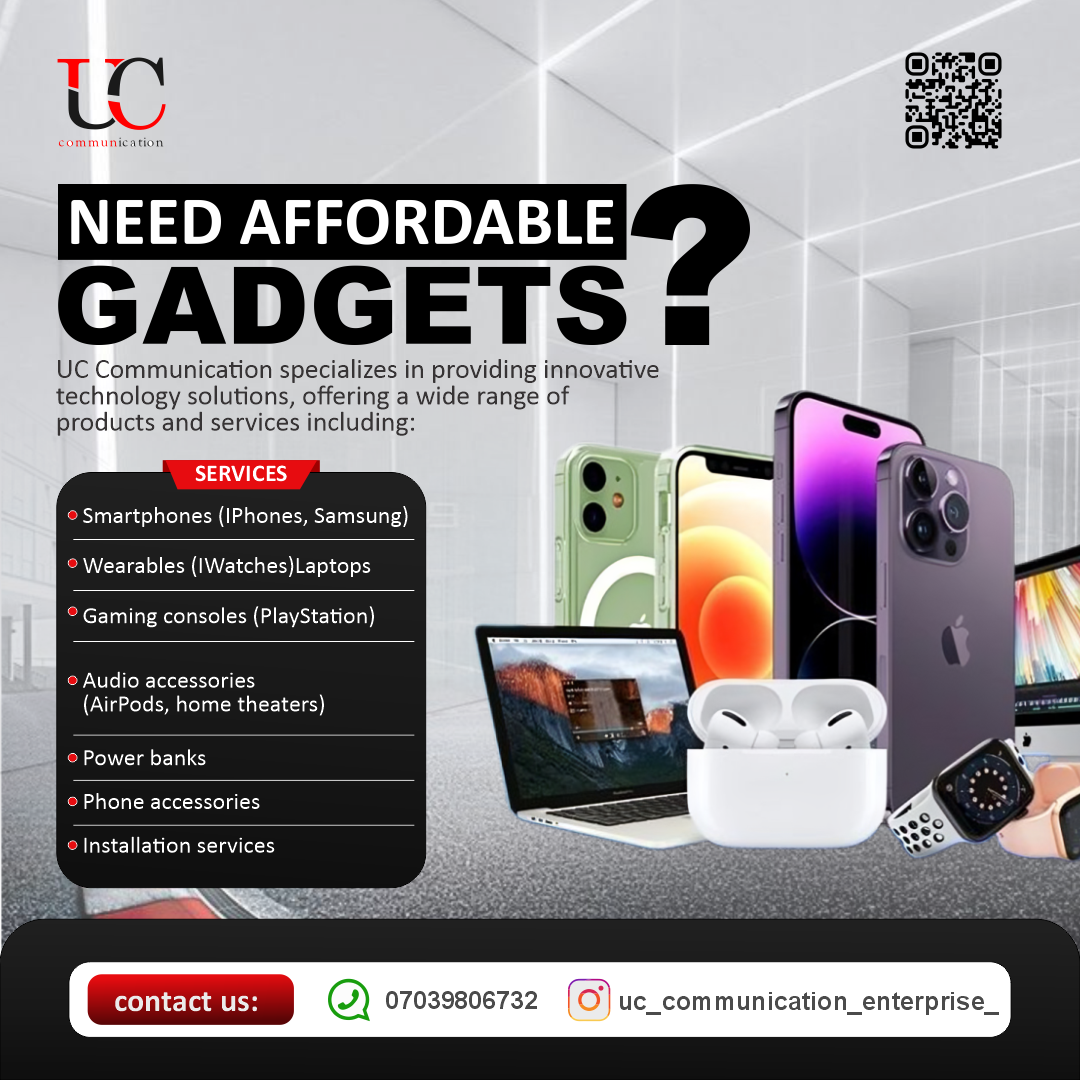 UC
communication
NEED AFFORDABLE
GADGETS?
UC Communication specializes in providing innovative
technology solutions, offering a wide range of
products and services including:
SERVICES
Smartphones (IPhones, Samsung)
Wearables (IWatches)Laptops
Gaming consoles (PlayStation)
Audio accessories
(AirPods, home theaters)
Power banks
Phone accessories
Installation services
contact us:
07039806732
uc_communication_enterprise_